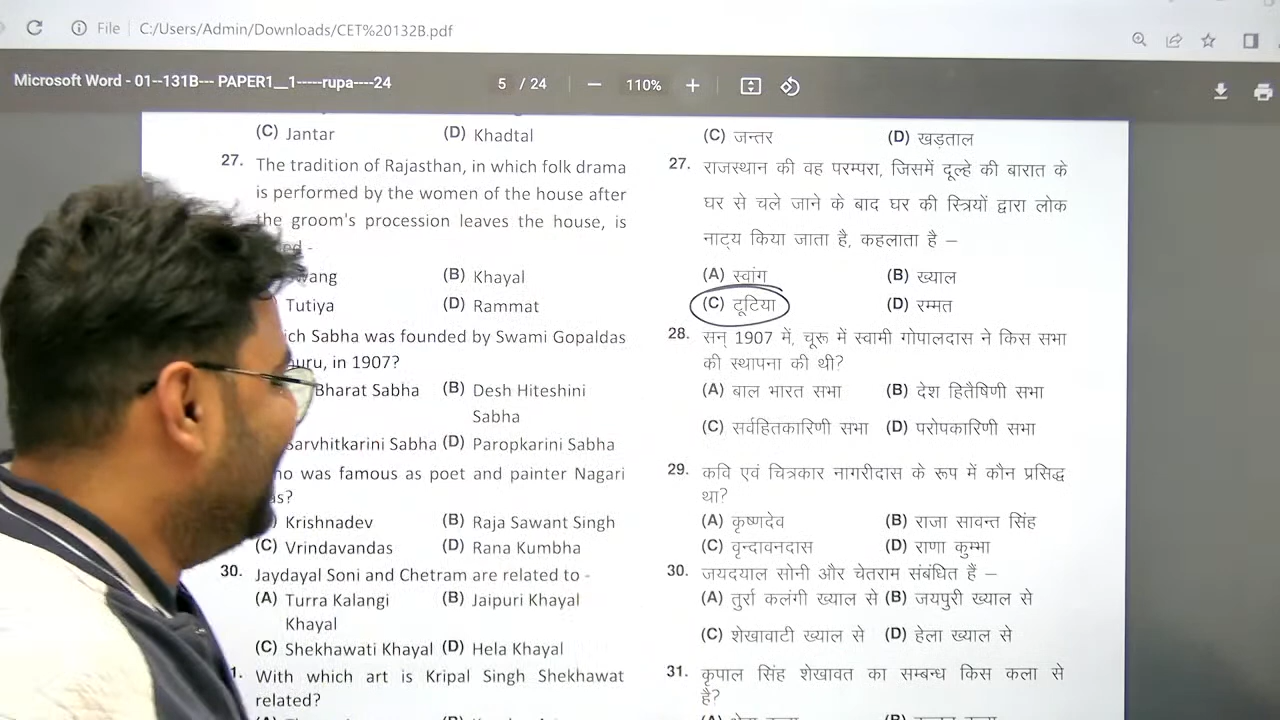 File C:/Users/Admin/Downloads/CET%20132B.pdf
Microsoft Word - 01--131B--- PAPER1__1-----rupa----24
5 / 24
110%
(C) Jantar (D) Khadtal
27. The tradition of Rajasthan, in which folk drama
is performed by the women of the house after
the groom's procession leaves the house, is
(B) Khayal
Tutiya (D) Rammat
Sabha was founded by Swami Gopaldas
in 1907?
Bharat Sabha (B) Desh Hiteshini
Sabha
Sarvhitkarini Sabha (D) Paropkarini Sabha
was famous as poet and painter Nagari
Krishnadev (B) Raja Sawant Singh
(C) Vrindavandas (D) Rana Kumbha
30. Jaydayal Soni and Chetram are related to -
(A) Turra Kalangi (B) Jaipuri Khayal
Khayal
(C) Shekhawati Khayal (D) Hela Khayal
1. With which art is Kripal Singh Shekhawat
related?
(C) जन्तर (D) खड़ताल
27. राजस्थान की वह परम्परा, जिसमें दूल्हे की बारात के
घर से चले जाने के बाद घर की स्त्रियों द्वारा लोक
नाट्य किया जाता है, कहलाता है –
(A) स्वांग (B) ख्याल
(C) टूटिया (D) रम्मत
28. सन् 1907 में, चूरू में स्वामी गोपालदास ने किस सभा
की स्थापना की थी?
(A) बाल भारत सभा (B) देश हितैषिणी सभा
(C) सर्वहितकारिणी सभा (D) परोपकारिणी सभा
29. कवि एवं चित्रकार नागरीदास के रूप में कौन प्रसिद्ध
था?
(A) कृष्णदेव (B) राजा सावन्त सिंह
(C) वृन्दावनदास (D) राणा कुम्भा
30. जयदयाल सोनी और चेतराम संबंधित हैं –
(A) तुर्रा कलंगी ख्याल से (B) जयपुरी ख्याल से
(C) शेखावाटी ख्याल से (D) हेला ख्याल से
31. कृपाल सिंह शेखावत का सम्बन्ध किस कला से
है?